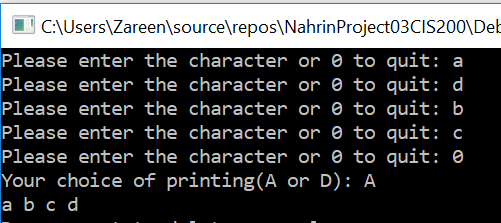 C:\Users\Zareen\source\repos\NahrinProject03CIS200\Deb
Please enter the character or 0 to quit: a
Please enter the character or 0 to quit: d
Please enter the character or 0 to quit: b
Please enter the character or 0 to quit: c
Please enter the character or 0 to quit: 0
Your choice of printing(A or D): A
a b c d